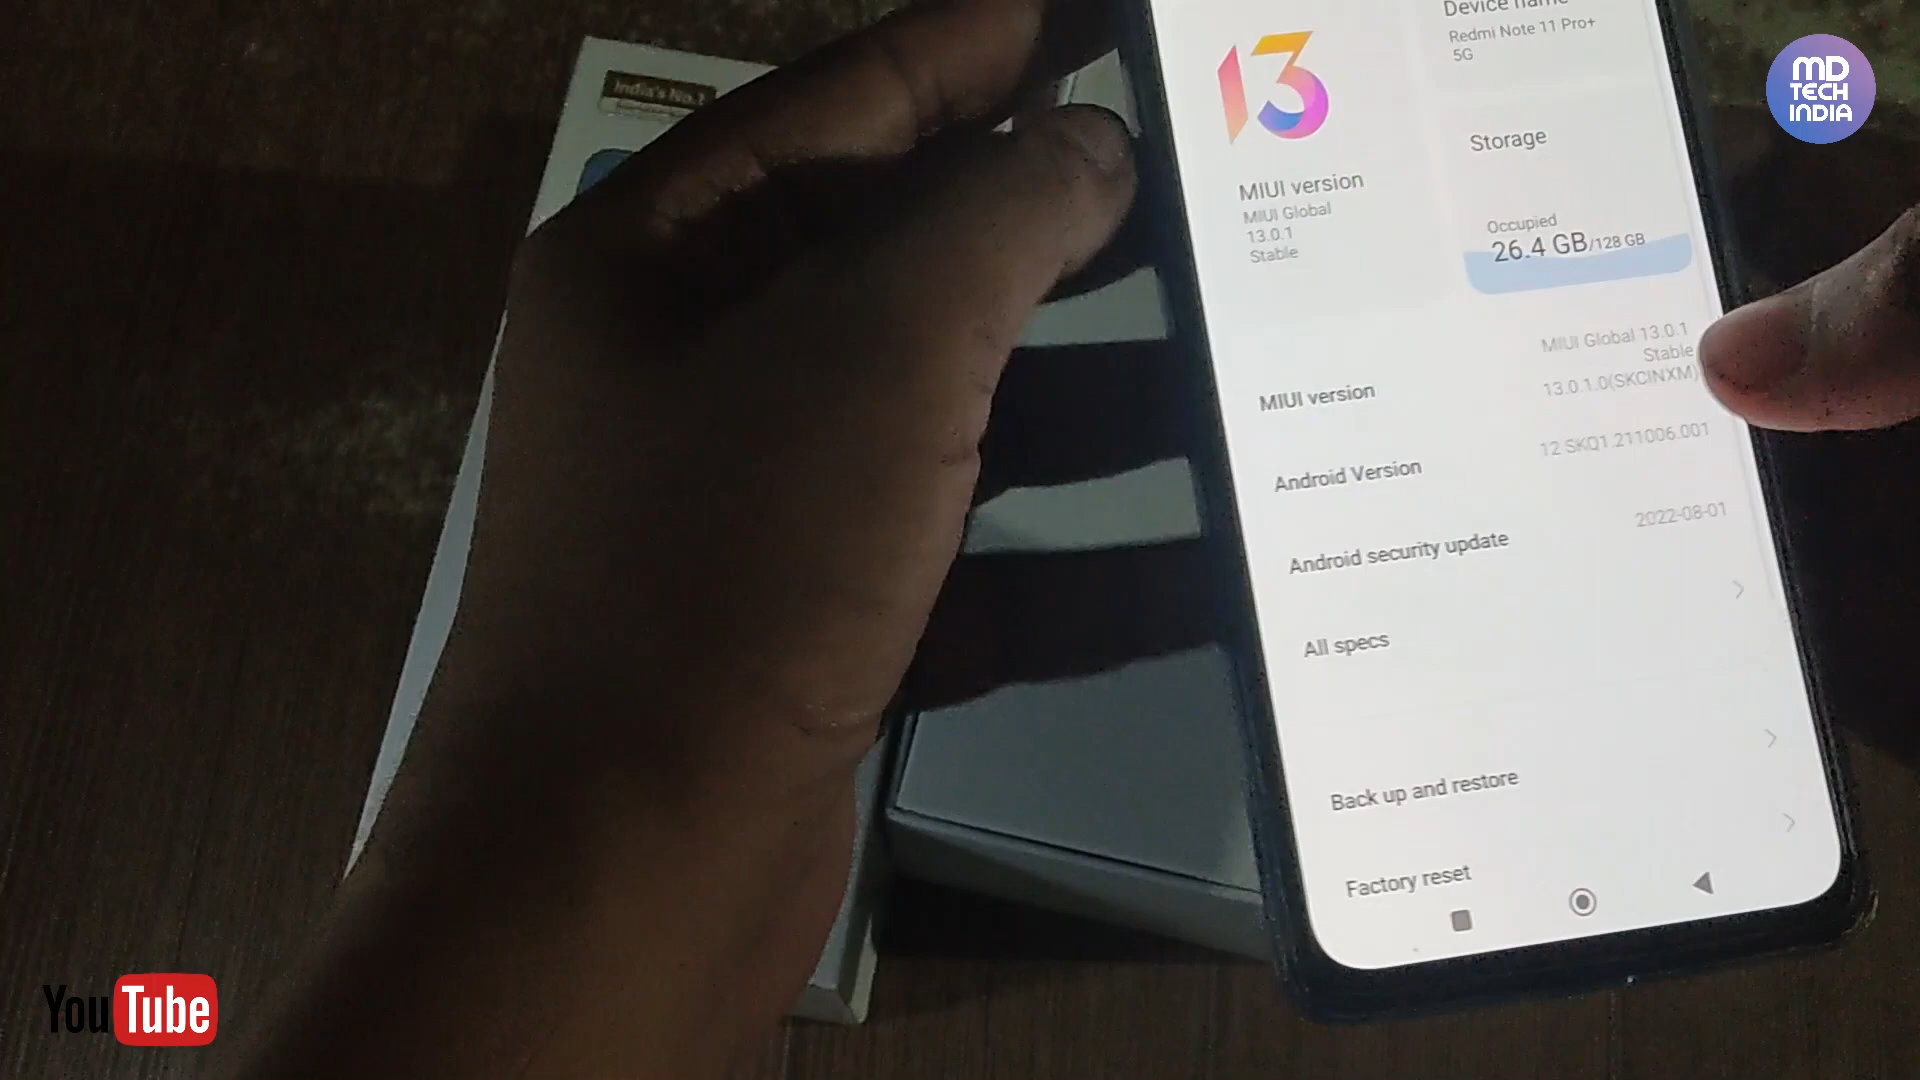 India's No.1
13
MIUI version
MIUI Global
13.0.1
Stable
Device name
Redmi Note 11 Pro+
5G
Storage
Occupied
26.4 GB/128 GB
MIUI version
MIUI Global 13.0.1
Stable
13.0.1.0(SKCINXM)
Android Version
12 SKQ1.211006.001
Android security update
2022-08-01
All specs
Back up and restore
Factory reset
MD
TECH
INDIA
YouTube